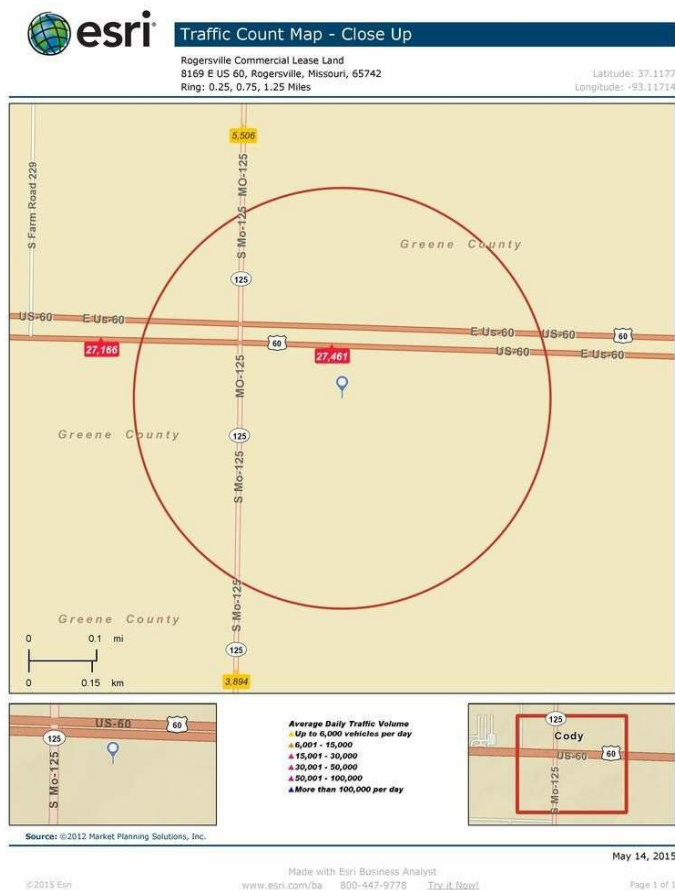 esri
Traffic Count Map - Close Up
Rogersville Commercial Lease Land
8169 E US 60, Rogersville, Missouri, 65742
Ring: 0.25, 0.75, 1.25 Miles
Latitude: 37.1177
Longitude: -93.11714
5,506
S Mo-125
MO-125
S Farm Road 229
Greene County
125
US-60
E Us-60
E Us-60
US-60
60
27,166
60
27,461
US-60
E Us-60
MO-125
Greene County
125
S Mo-125
Greene County
S Mo-125
125
3,894
0 0.1 mi
0 0.15 km
US-60
60
125
S Mo-125
Average Daily Traffic Volume
Up to 6,000 vehicles per day
6,001 - 15,000
15,001 - 30,000
30,001 - 50,000
50,001 - 100,000
More than 100,000 per day
125
Cody
US-60
60
S Mo-125
Source: ©2012 Market Planning Solutions, Inc.
May 14, 2015
Made with Esri Business Analyst
©2015 Esri
www.esri.com/ba 800-447-9778 Try it Now!
Page 1 of 1